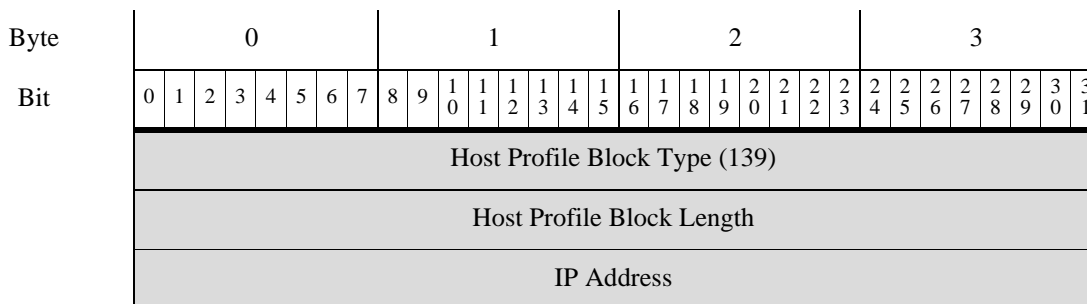 Byte 0 1 2 3
Bit 0 1 2 3 4 5 6 7 8 9 10 11 12 13 14 15 16 17 18 19 20 21 22 23 24 25 26 27 28 29 30 31
Host Profile Block Type (139)
Host Profile Block Length
IP Address